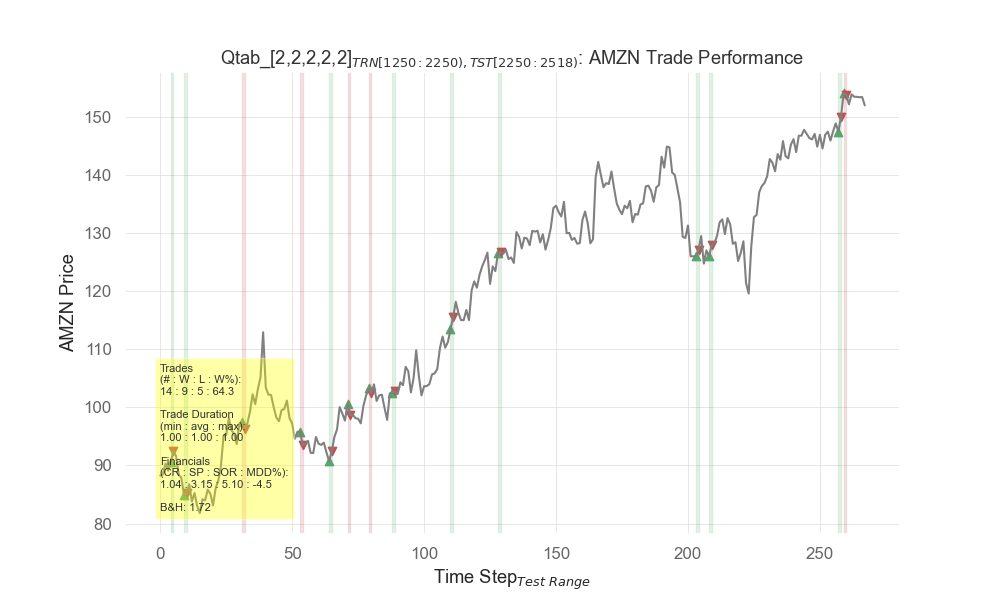 Qtab_[2,2,2,2,2]TRN[1250:2250),TST[2250:2518): AMZN Trade Performance
AMZN Price
150
140
130
120
110
100
90
80
Trades
(# : W : L : W%):
14 : 9 : 5 : 64.3
Trade Duration
(min : avg : max):
1.00 : 1.00 : 1.00
Financials
(CR : SP : SOR : MDD%):
1.04 : 3.15 : 5.10 : -4.5
B&H: 1.72
0
50
100
150
200
250
Time StepTest Range